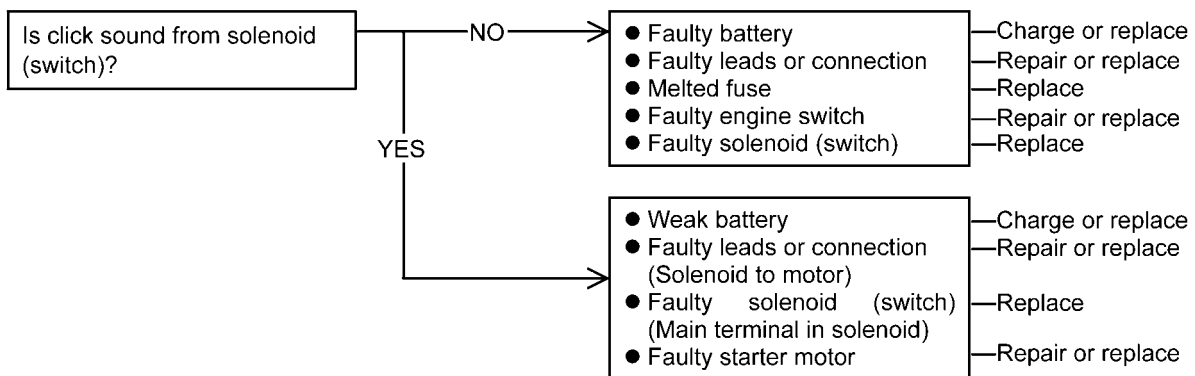 Is click sound from solenoid
(switch)?
NO
YES
● Faulty battery
● Faulty leads or connection
● Melted fuse
● Faulty engine switch
● Faulty solenoid (switch)
Charge or replace
Repair or replace
Replace
Repair or replace
Replace
● Weak battery
● Faulty leads or connection
(Solenoid to motor)
● Faulty solenoid (switch)
(Main terminal in solenoid)
● Faulty starter motor
Charge or replace
Repair or replace
Replace
Repair or replace